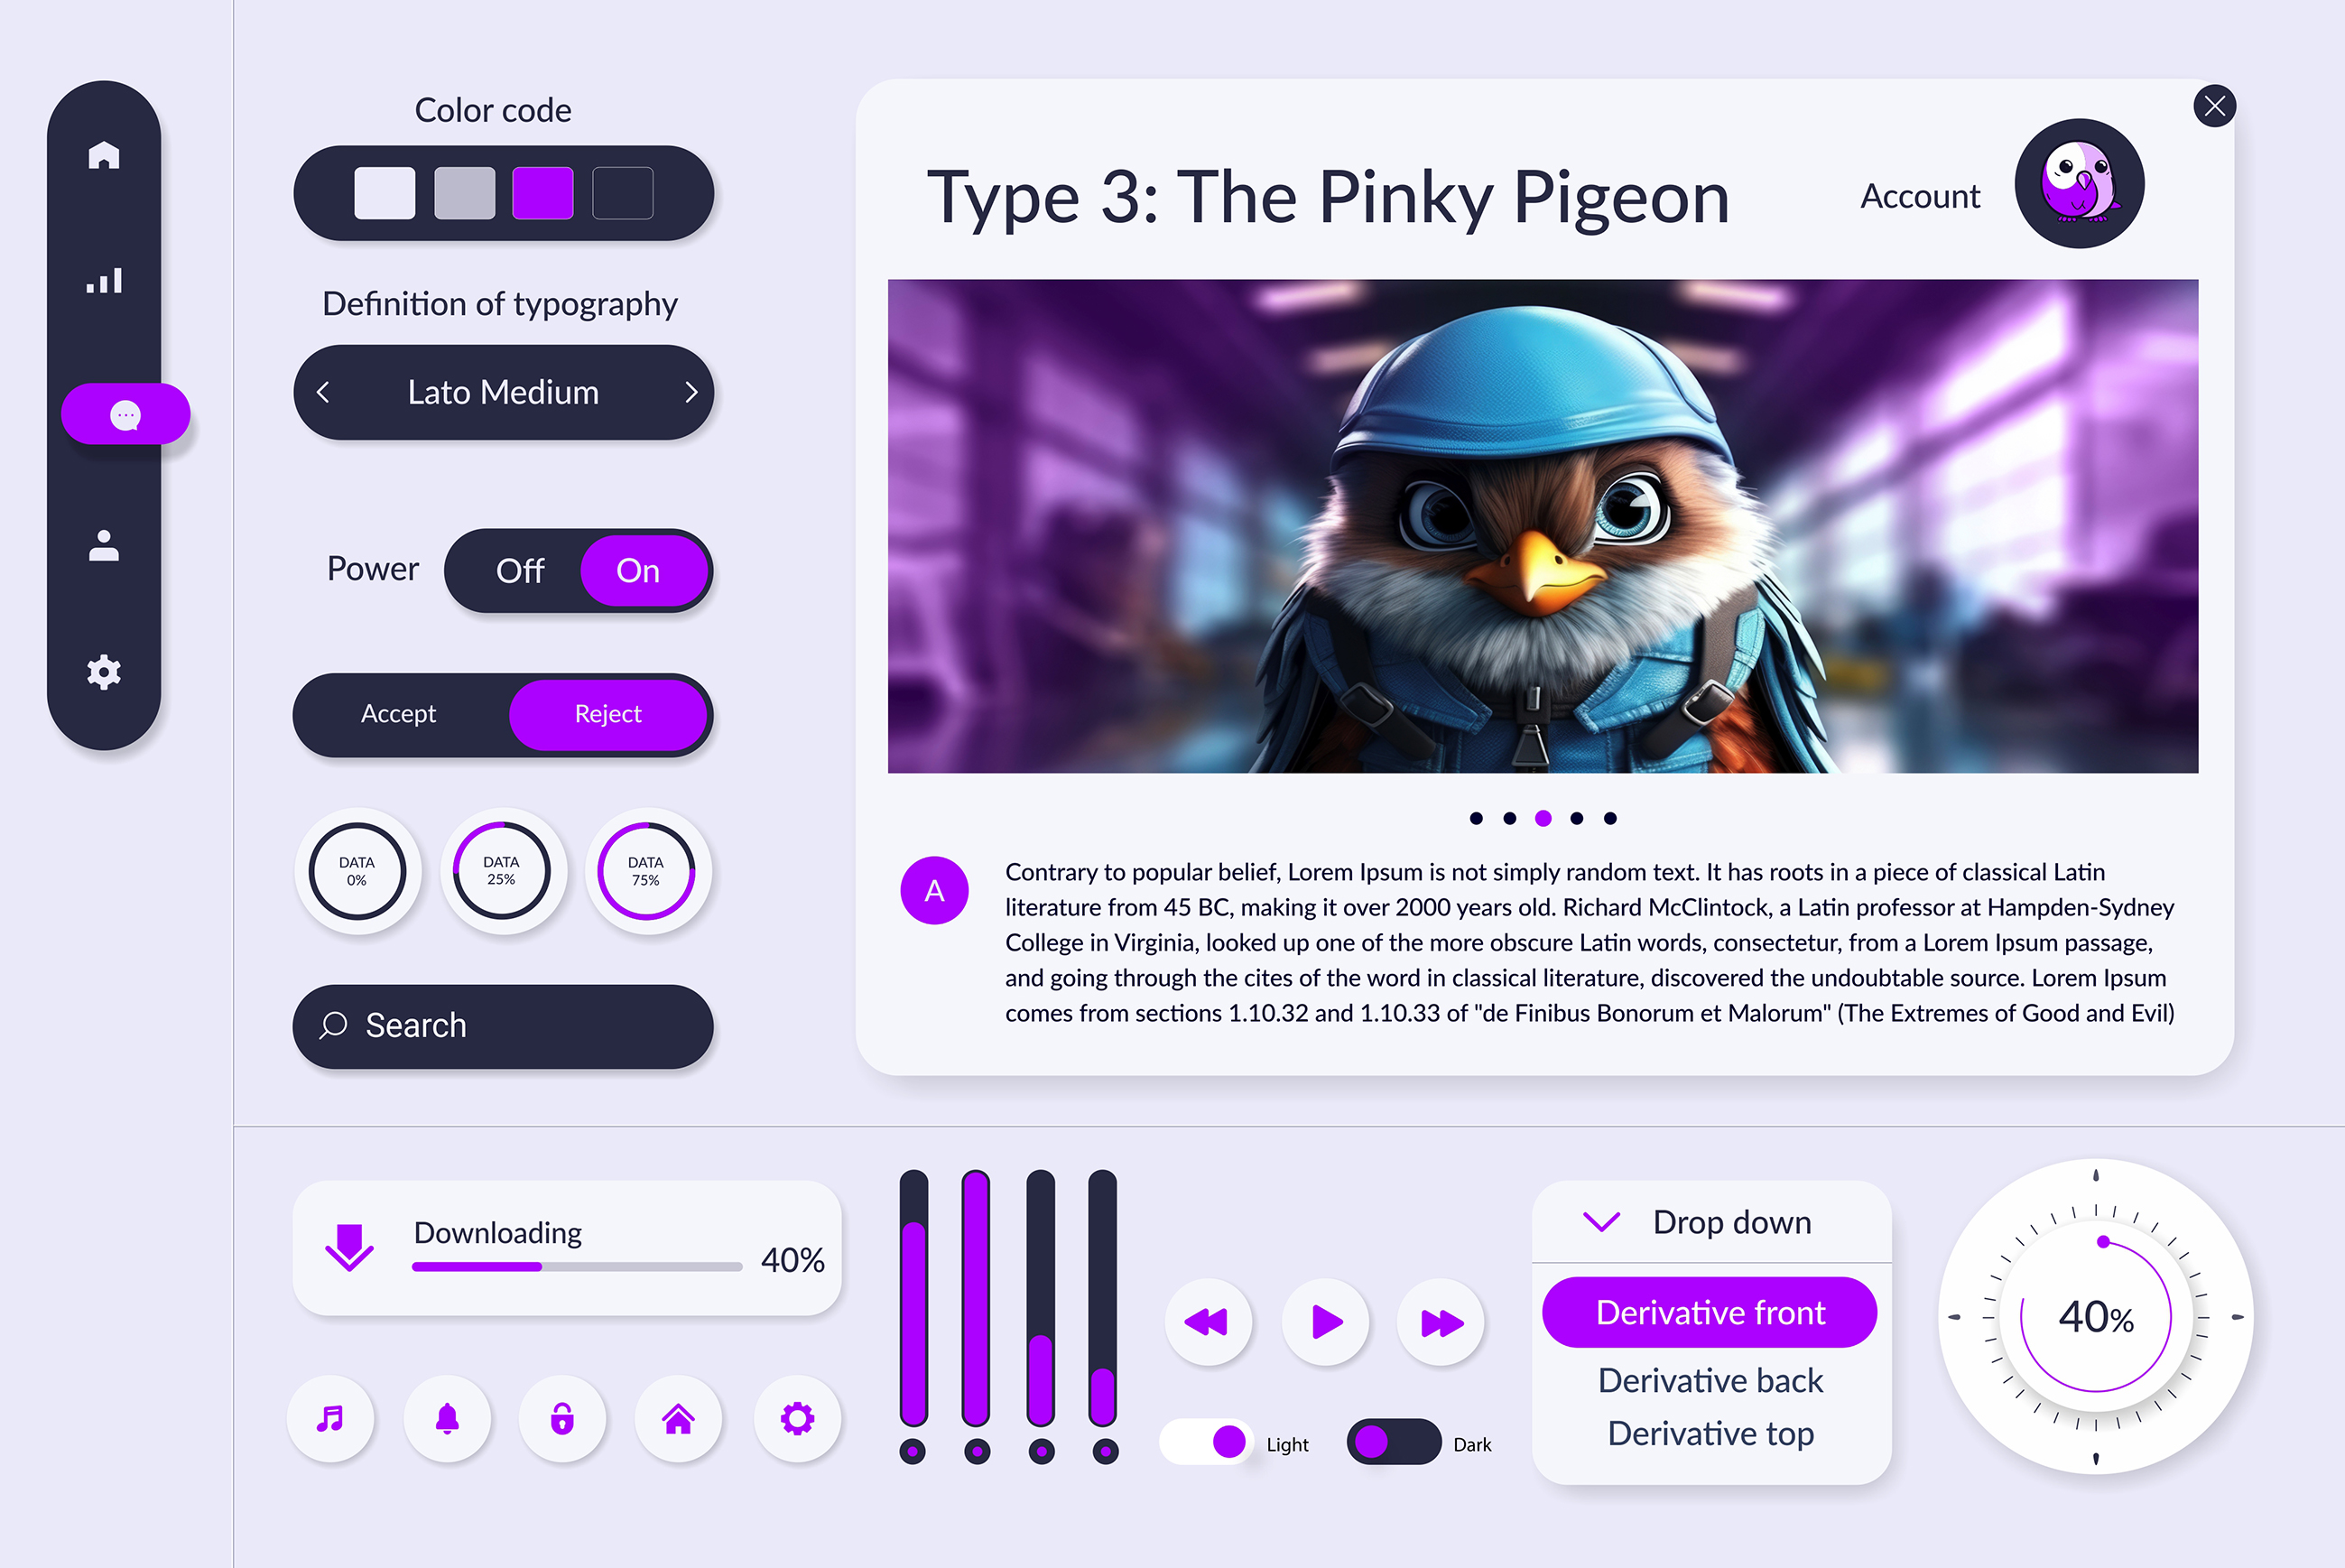 Color code
Definition of typography
Lato Medium
Power
Off
On
Accept
Reject
DATA
0%
DATA
25%
DATA
75%
Search
Type 3: The Pinky Pigeon
Account
A
Contrary to popular belief, Lorem Ipsum is not simply random text. It has roots in a piece of classical Latin
literature from 45 BC, making it over 2000 years old. Richard McClintock, a Latin professor at Hampden-Sydney
College in Virginia, looked up one of the more obscure Latin words, consectetur, from a Lorem Ipsum passage,
and going through the cites of the word in classical literature, discovered the undoubtable source. Lorem Ipsum
comes from sections 1.10.32 and 1.10.33 of "de Finibus Bonorum et Malorum" (The Extremes of Good and Evil)
Downloading
40%
Light
Dark
Drop down
Derivative front
Derivative back
Derivative top
40%